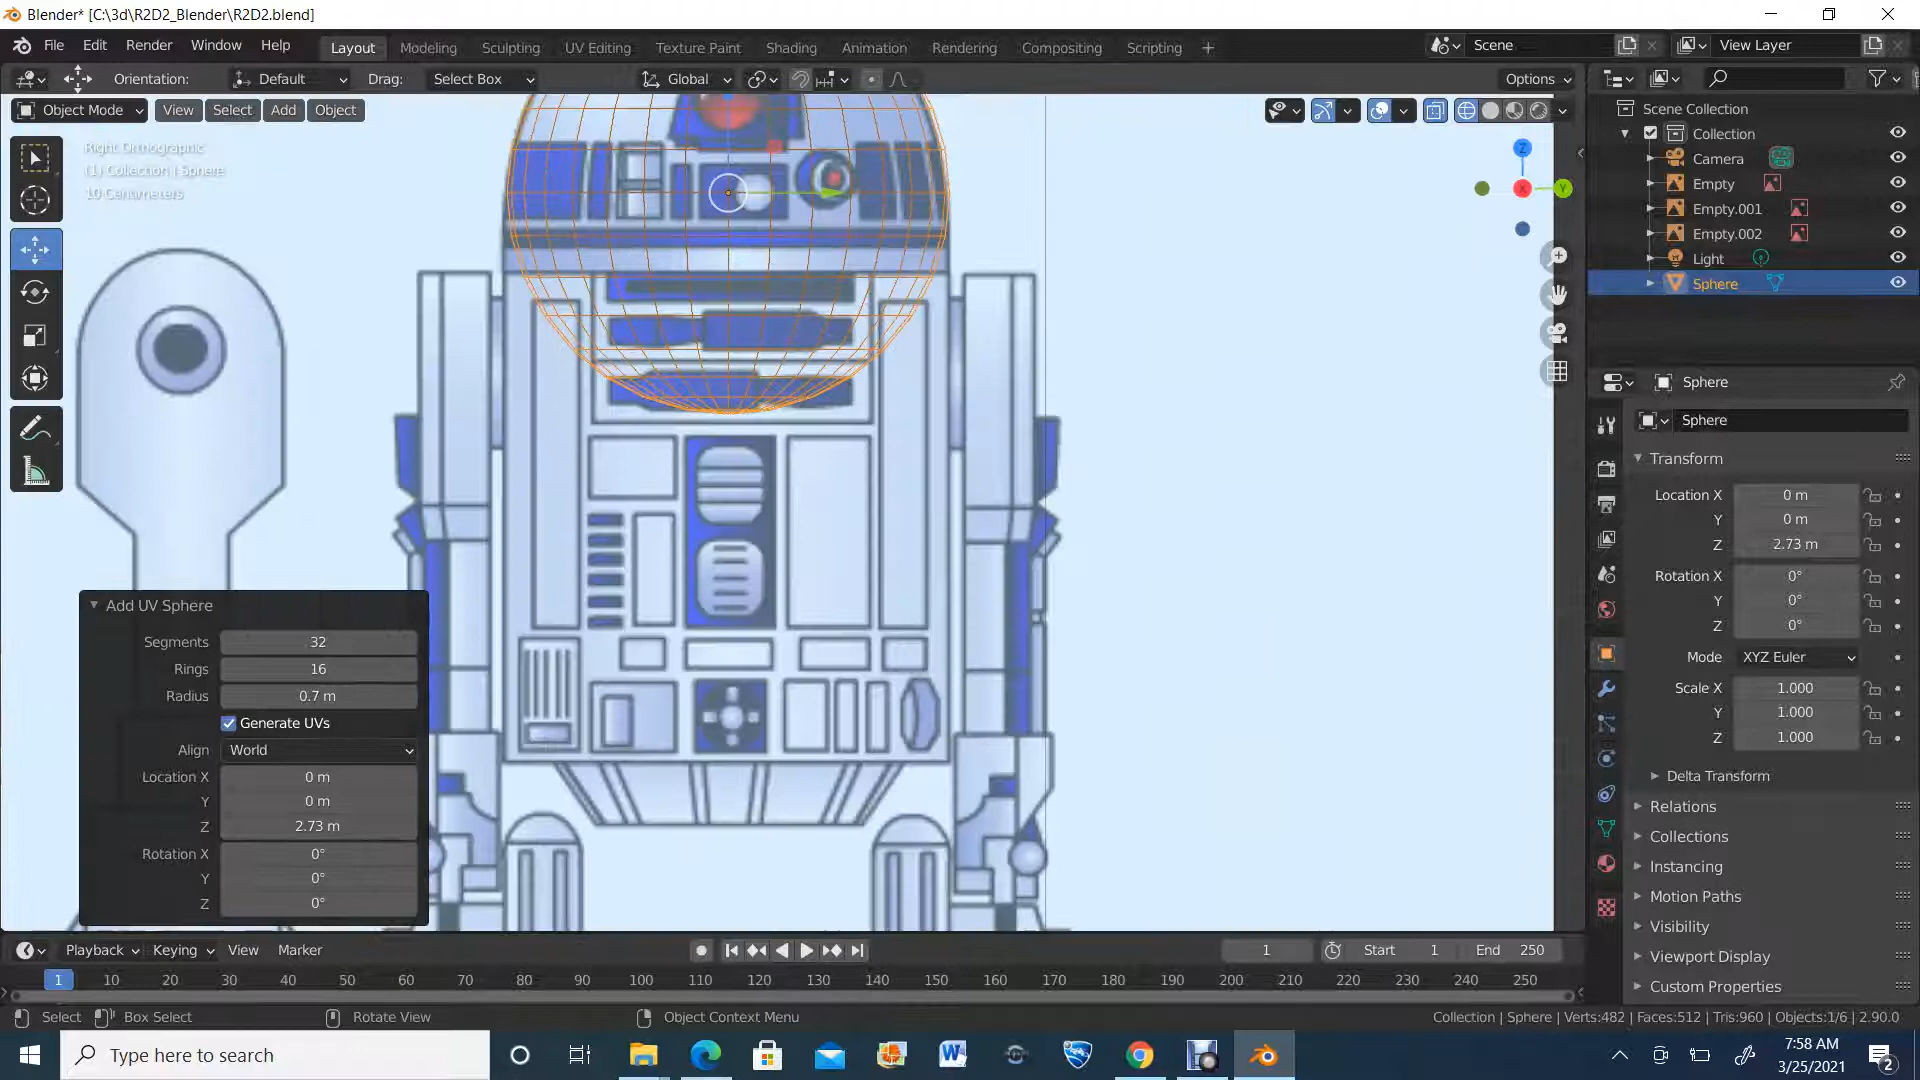 Blender* [C:\3d\R2D2_Blender\R2D2.blend]
File Edit Render Window Help Layout Modeling Sculpting UV Editing Texture Paint Shading Animation Rendering Compositing Scripting + Scene View Layer
Orientation: Default Drag: Select Box Global Options
Object Mode View Select Add Object
Right Orthographic
(1) Collection | Sphere
10 Centimeters
Z
X
Y
Scene Collection
Collection
Camera
Empty
Empty.001
Empty.002
Light
Sphere
Sphere
Sphere
Transform
Location X 0 m
Y 0 m
Z 2.73 m
Rotation X 0°
Y 0°
Z 0°
Mode XYZ Euler
Scale X 1.000
Y 1.000
Z 1.000
Delta Transform
Relations
Collections
Instancing
Motion Paths
Visibility
Viewport Display
Custom Properties
Add UV Sphere
Segments 32
Rings 16
Radius 0.7 m
Generate UVs
Align World
Location X 0 m
Y 0 m
Z 2.73 m
Rotation X 0°
Y 0°
Z 0°
Playback Keying View Marker 1 Start 1 End 250
1 10 20 30 40 50 60 70 80 90 100 110 120 130 140 150 160 170 180 190 200 210 220 230 240 250
Select Box Select Rotate View Object Context Menu Collection | Sphere | Verts:482 | Faces:512 | Tris:960 | Objects:1/6 | 2.90.0
Type here to search
7:58 AM
3/25/2021
2